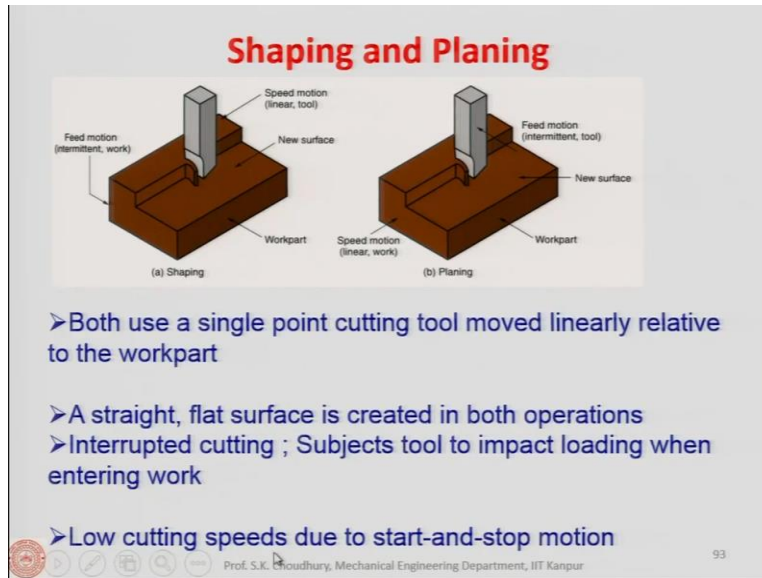 Shaping and Planing
Speed motion
(linear, tool)
Feed motion
(intermittent, work)
New surface
Workpart
(a) Shaping
Feed motion
(intermittent, tool)
New surface
Speed motion
(linear, work)
Workpart
(b) Planing
➢Both use a single point cutting tool moved linearly relative
to the workpart
➢A straight, flat surface is created in both operations
➢Interrupted cutting ; Subjects tool to impact loading when
entering work
➢Low cutting speeds due to start-and-stop motion
Prof. S.K. Choudhury, Mechanical Engineering Department, IIT Kanpur
93